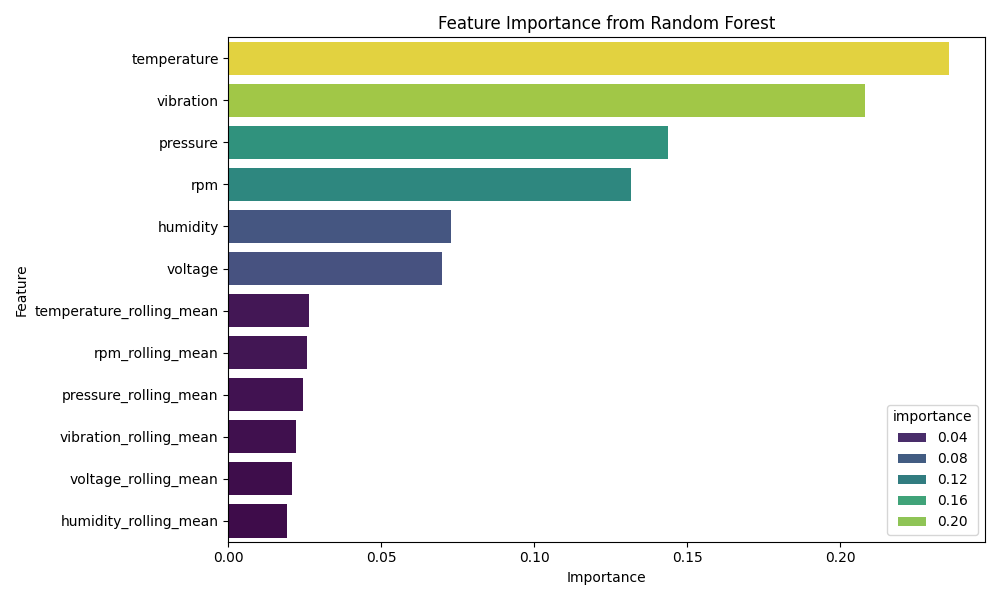 Feature Importance from Random Forest
Feature
temperature
vibration
pressure
rpm
humidity
voltage
temperature_rolling_mean
rpm_rolling_mean
pressure_rolling_mean
vibration_rolling_mean
voltage_rolling_mean
humidity_rolling_mean
importance
0.04
0.08
0.12
0.16
0.20
0.00 0.05 0.10 0.15 0.20
Importance